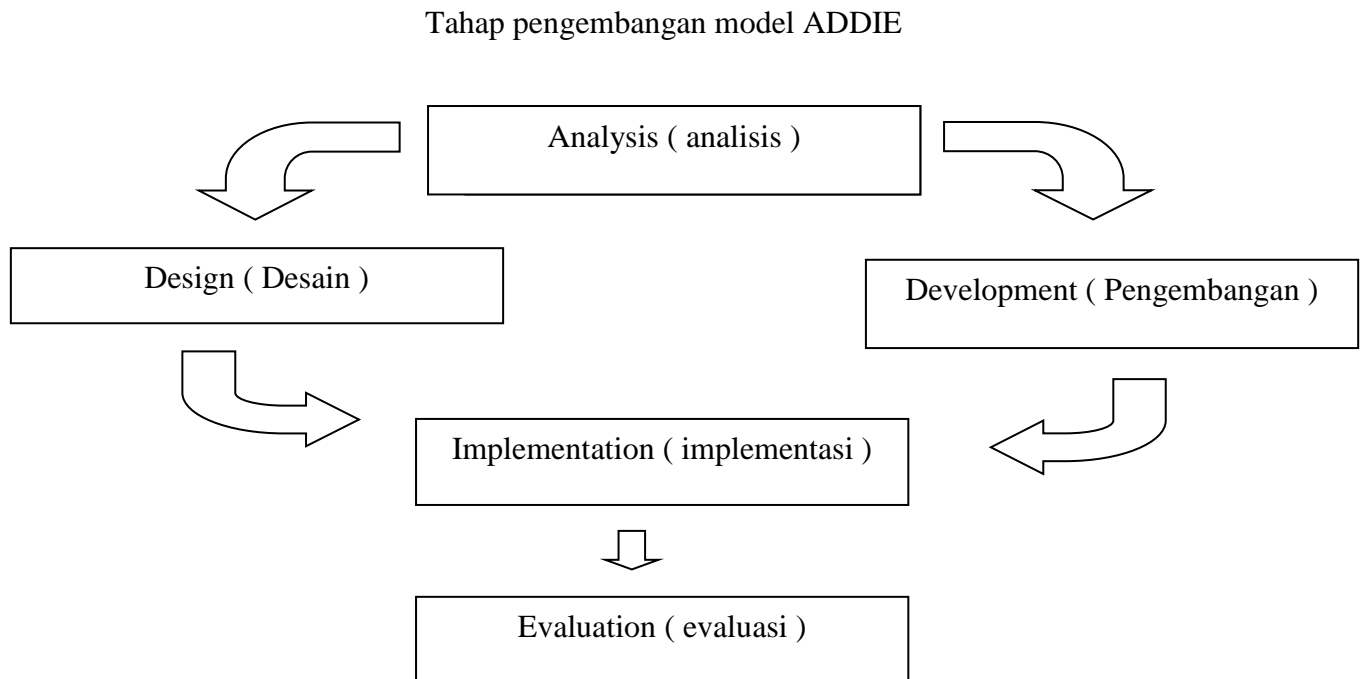 Tahap pengembangan model ADDIE
Analysis ( analisis )
Design ( Desain )
Development ( Pengembangan )
Implementation ( implementasi )
Evaluation ( evaluasi )